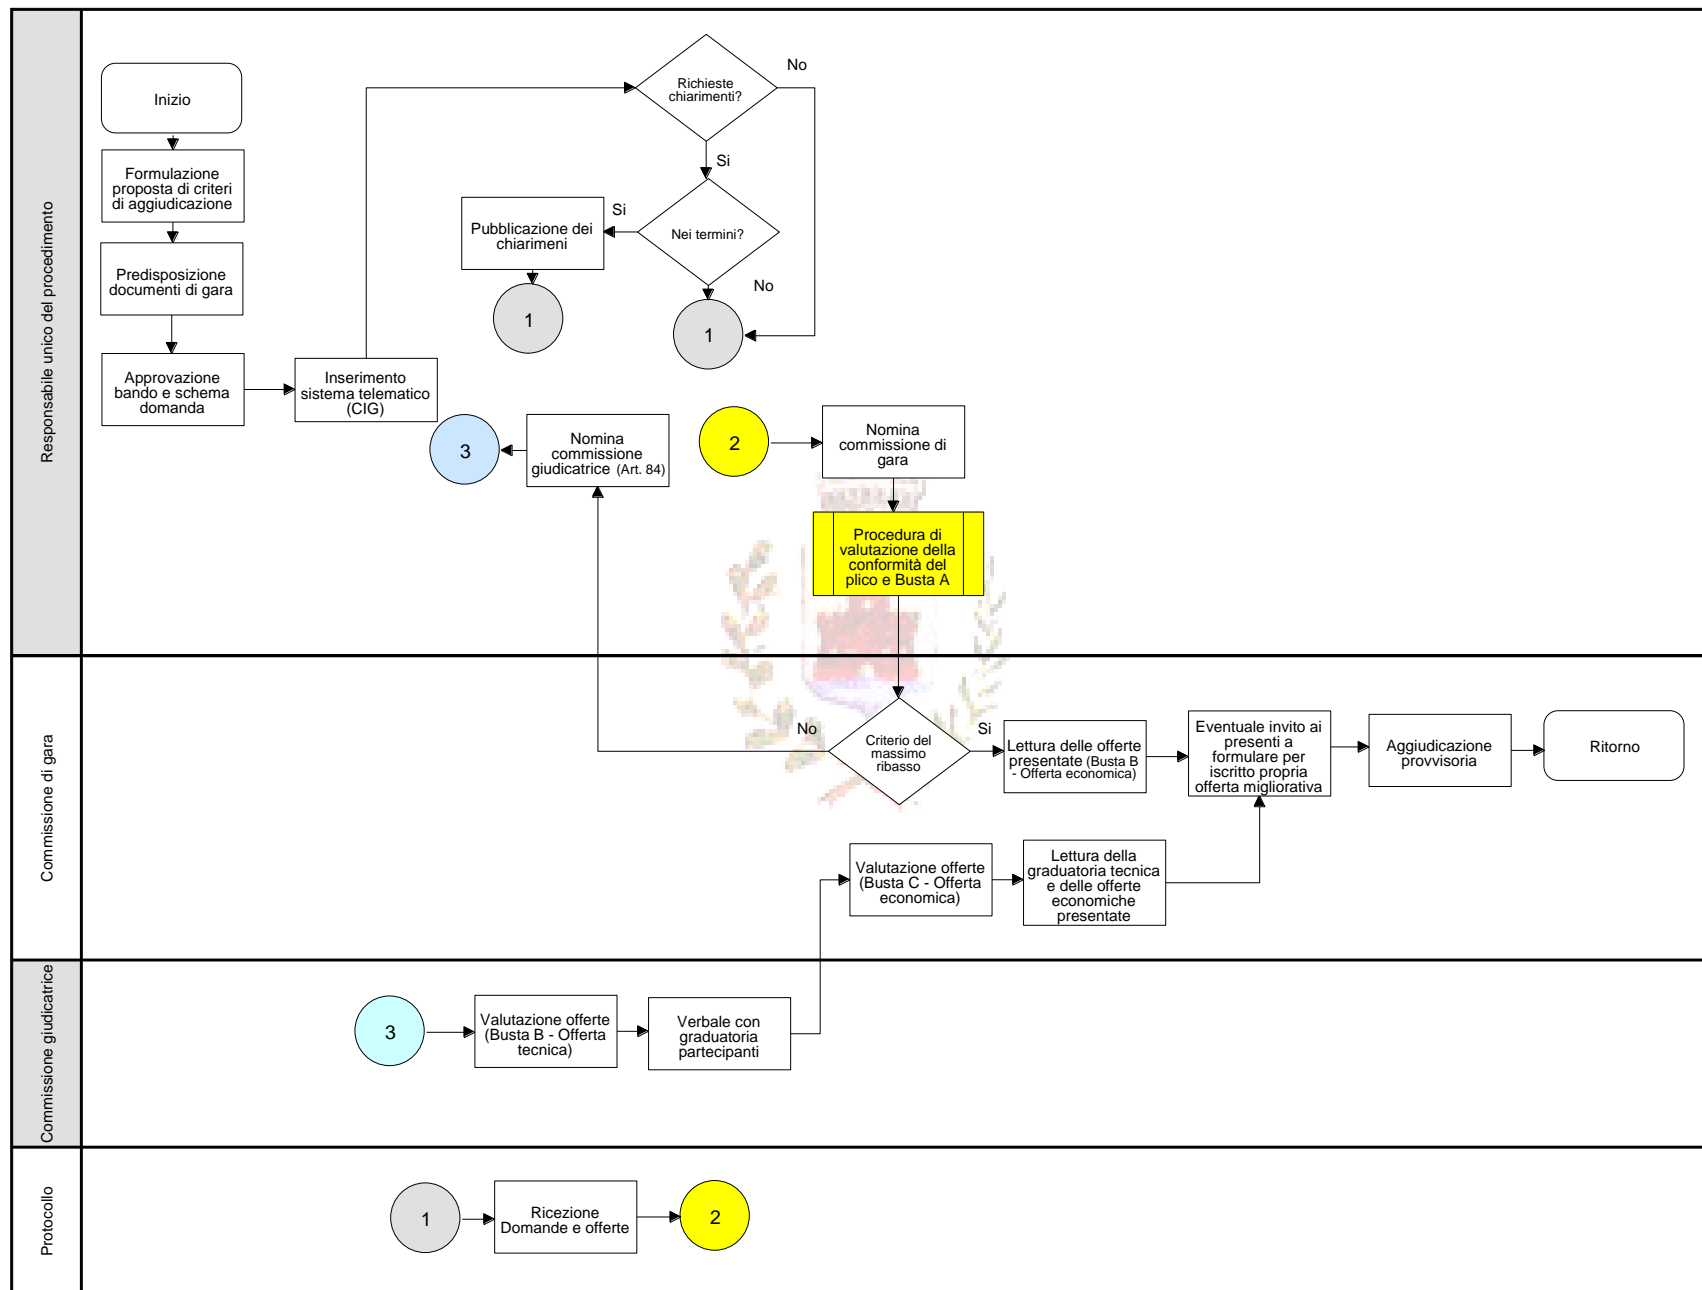 Responsabile unico del procedimento
Inizio
Formulazione
proposta di criteri
di aggiudicazione
Predisposizione
documenti di gara
Approvazione
bando e schema
domanda
Inserimento
sistema telematico
(CIG)
Richieste
chiarimenti?
No
Si
Nei termini?
Si
No
Pubblicazione dei
chiarimeni
1
1
3
Nomina
commissione
giudicatrice (Art. 84)
2
Nomina
commissione di
gara
Procedura di
valutazione della
conformità del
plico e Busta A
Commissione di gara
No
Criterio del
massimo
ribasso
Si
Lettura delle offerte
presentate (Busta B
- Offerta economica)
Eventuale invito ai
presenti a
formulare per
iscritto propria
offerta migliorativa
Aggiudicazione
provvisoria
Ritorno
Valutazione offerte
(Busta C - Offerta
economica)
Lettura della
graduatoria tecnica
e delle offerte
economiche
presentate
Commissione giudicatrice
3
Valutazione offerte
(Busta B - Offerta
tecnica)
Verbale con
graduatoria
partecipanti
Protocollo
1
Ricezione
Domande e offerte
2